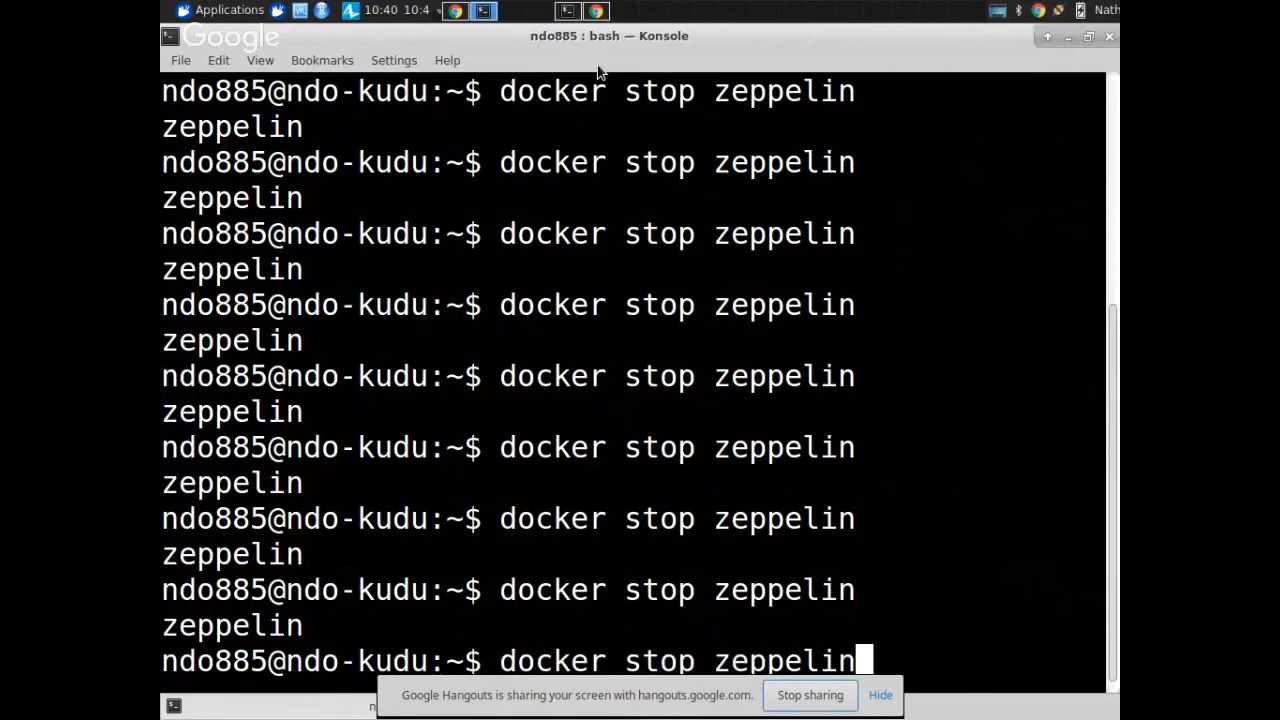 Applications
10:40 10:4
Nath
Google
ndo885 : bash — Konsole
File Edit View Bookmarks Settings Help
ndo885@ndo-kudu:~$ docker stop zeppelin
zeppelin
ndo885@ndo-kudu:~$ docker stop zeppelin
zeppelin
ndo885@ndo-kudu:~$ docker stop zeppelin
zeppelin
ndo885@ndo-kudu:~$ docker stop zeppelin
zeppelin
ndo885@ndo-kudu:~$ docker stop zeppelin
zeppelin
ndo885@ndo-kudu:~$ docker stop zeppelin
zeppelin
ndo885@ndo-kudu:~$ docker stop zeppelin
zeppelin
ndo885@ndo-kudu:~$ docker stop zeppelin
zeppelin
ndo885@ndo-kudu:~$ docker stop zeppelin
Google Hangouts is sharing your screen with hangouts.google.com. Stop sharing Hide